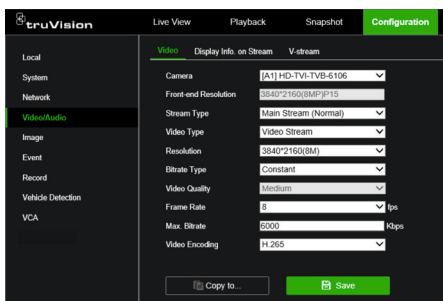 truVision
Live View Playback Snapshot Configuration
Local
System
Network
Video/Audio
Image
Event
Record
Vehicle Detection
VCA
Video Display Info. on Stream V-stream
Camera [A1] HD-TVI-TVB-6106
Front-end Resolution 3840*2160(8MP)P15
Stream Type Main Stream (Normal)
Video Type Video Stream
Resolution 3840*2160(8M)
Bitrate Type Constant
Video Quality Medium
Frame Rate 8 fps
Max. Bitrate 6000 Kbps
Video Encoding H.265
Copy to... Save